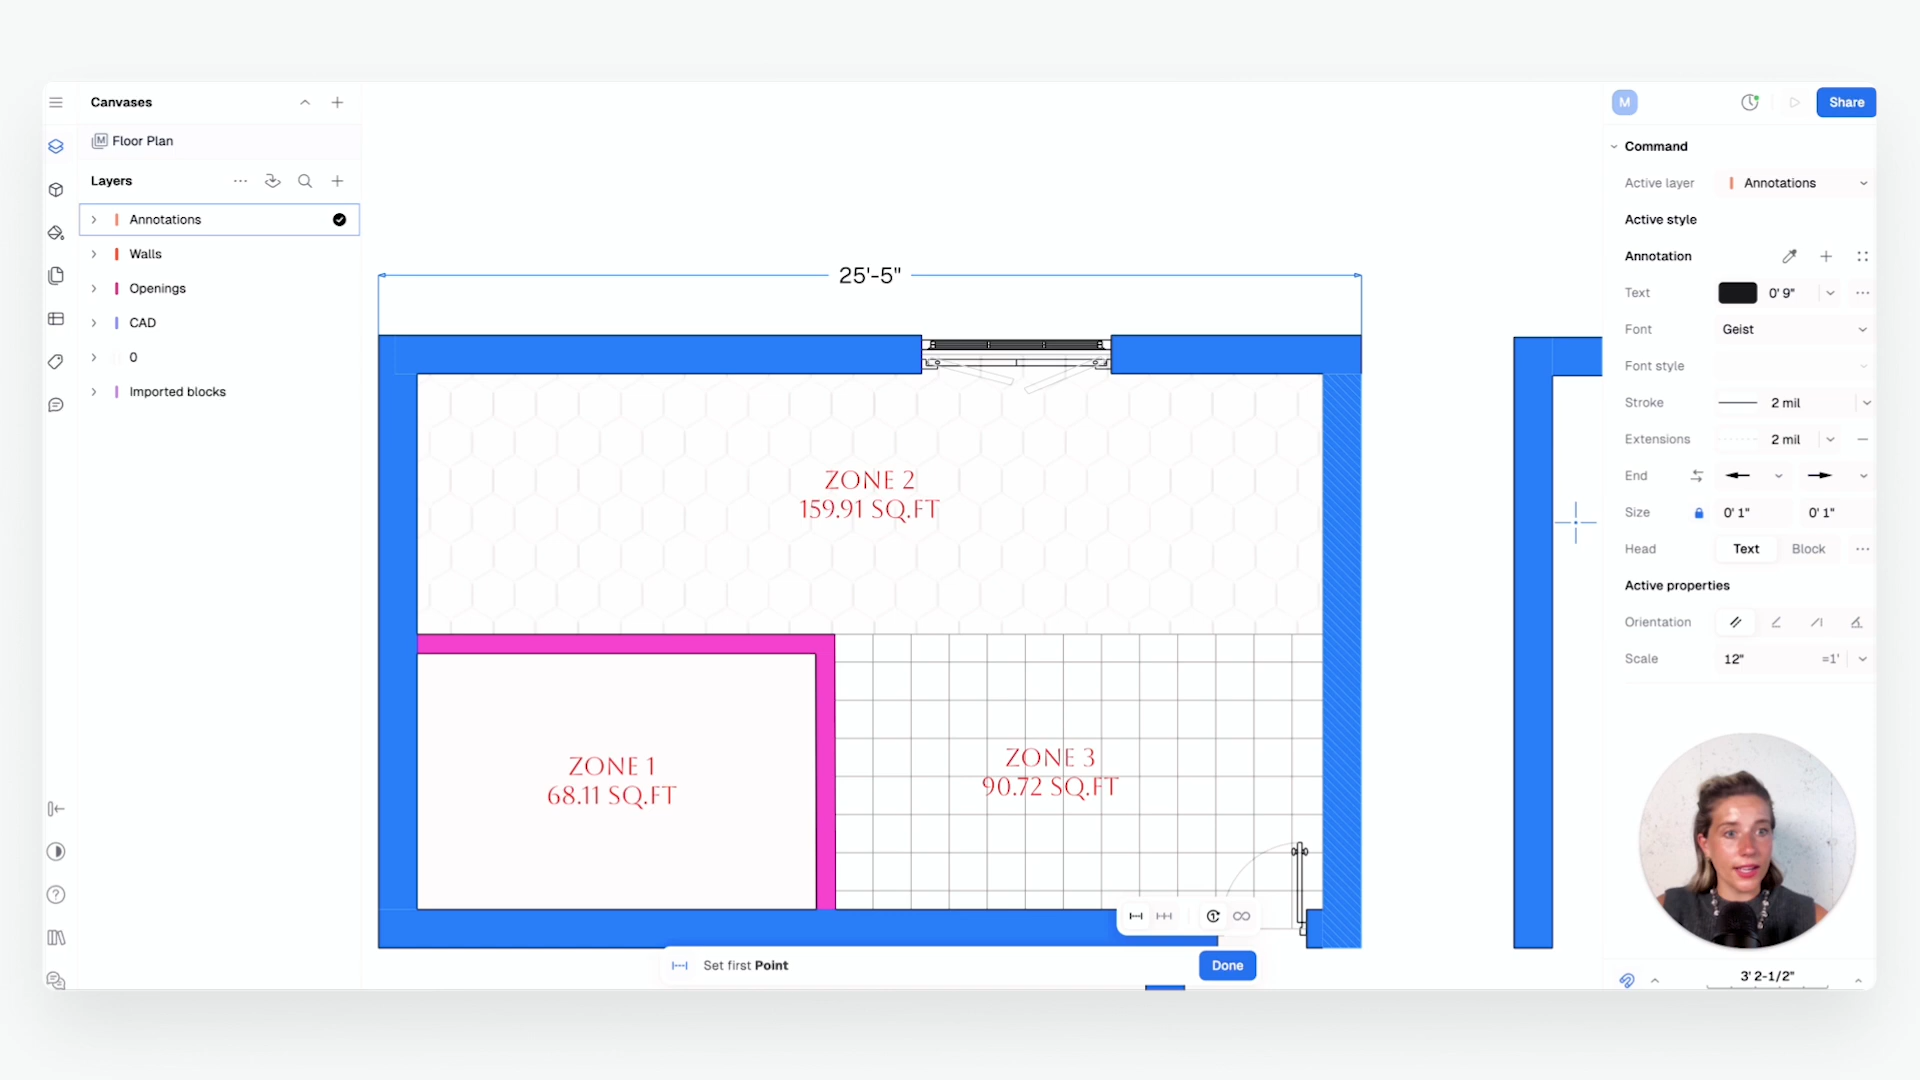 Canvases
Floor Plan
Layers
Annotations
Walls
Openings
CAD
0
Imported blocks
25'-5"
ZONE 2
159.91 SQ.FT
ZONE 1
68.11 SQ.FT
ZONE 3
90.72 SQ.FT
Set first Point
Done
M
Share
Command
Active layer Annotations
Active style
Annotation
Text 0' 9"
Font Geist
Font style
Stroke 2 mil
Extensions 2 mil
End
Size 0' 1" 0' 1"
Head Text Block
Active properties
Orientation
Scale 12" =1'
3' 2-1/2"